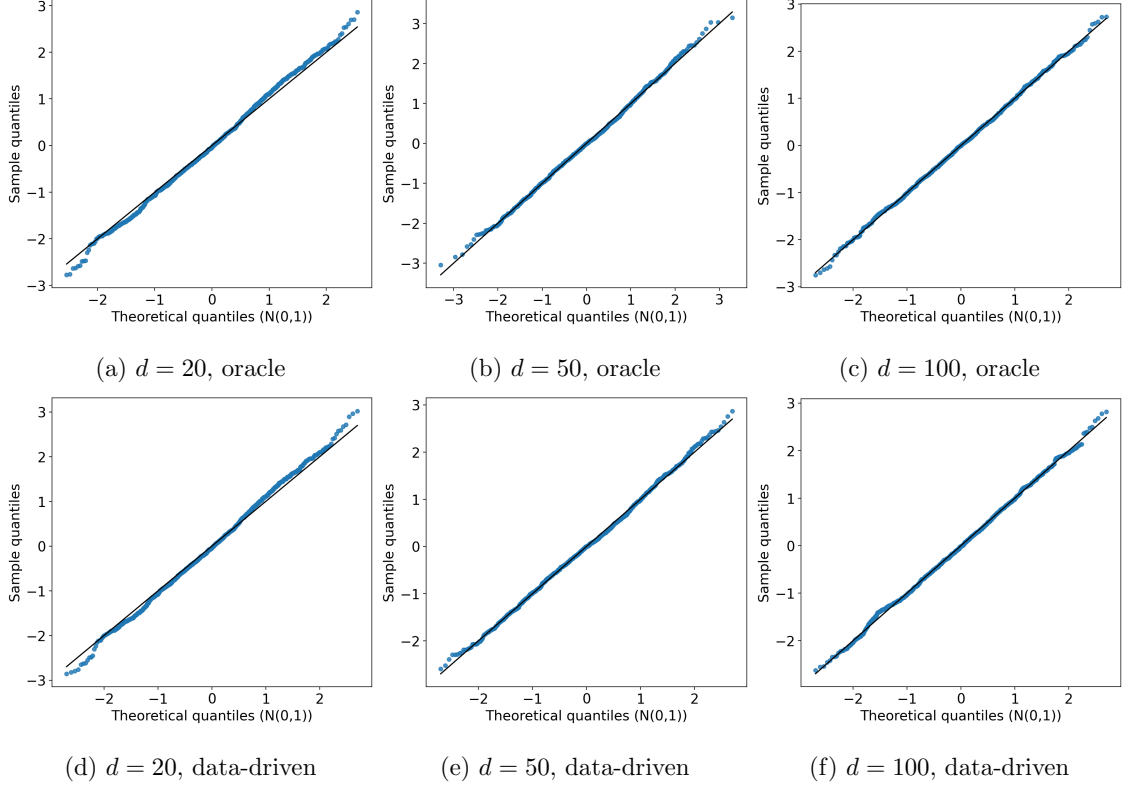 3
2
1
0
−1
−2
−3
Sample quantiles
−2 −1 0 1 2
Theoretical quantiles (N(0,1))
(a) d = 20, oracle
3
2
1
0
−1
−2
−3
Sample quantiles
−3 −2 −1 0 1 2 3
Theoretical quantiles (N(0,1))
(b) d = 50, oracle
3
2
1
0
−1
−2
−3
Sample quantiles
−2 −1 0 1 2
Theoretical quantiles (N(0,1))
(c) d = 100, oracle
3
2
1
0
−1
−2
−3
Sample quantiles
−2 −1 0 1 2
Theoretical quantiles (N(0,1))
(d) d = 20, data-driven
3
2
1
0
−1
−2
Sample quantiles
−2 −1 0 1 2
Theoretical quantiles (N(0,1))
(e) d = 50, data-driven
3
2
1
0
−1
−2
Sample quantiles
−2 −1 0 1 2
Theoretical quantiles (N(0,1))
(f) d = 100, data-driven